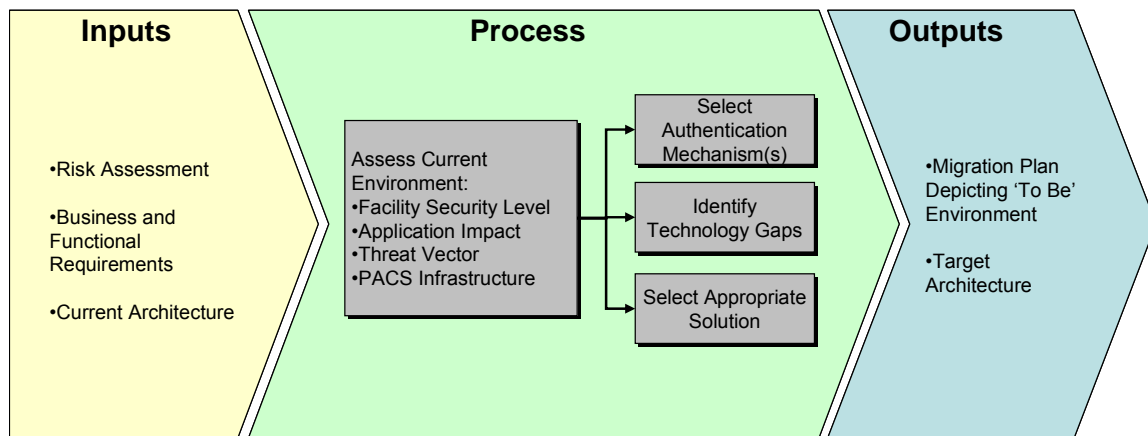 Inputs
Process
Outputs
•Risk Assessment
•Business and
Functional
Requirements
•Current Architecture
Assess Current
Environment:
•Facility Security Level
•Application Impact
•Threat Vector
•PACS Infrastructure
Select
Authentication
Mechanism(s)
Identify
Technology Gaps
Select Appropriate
Solution
•Migration Plan
Depicting ‘To Be’
Environment
•Target
Architecture